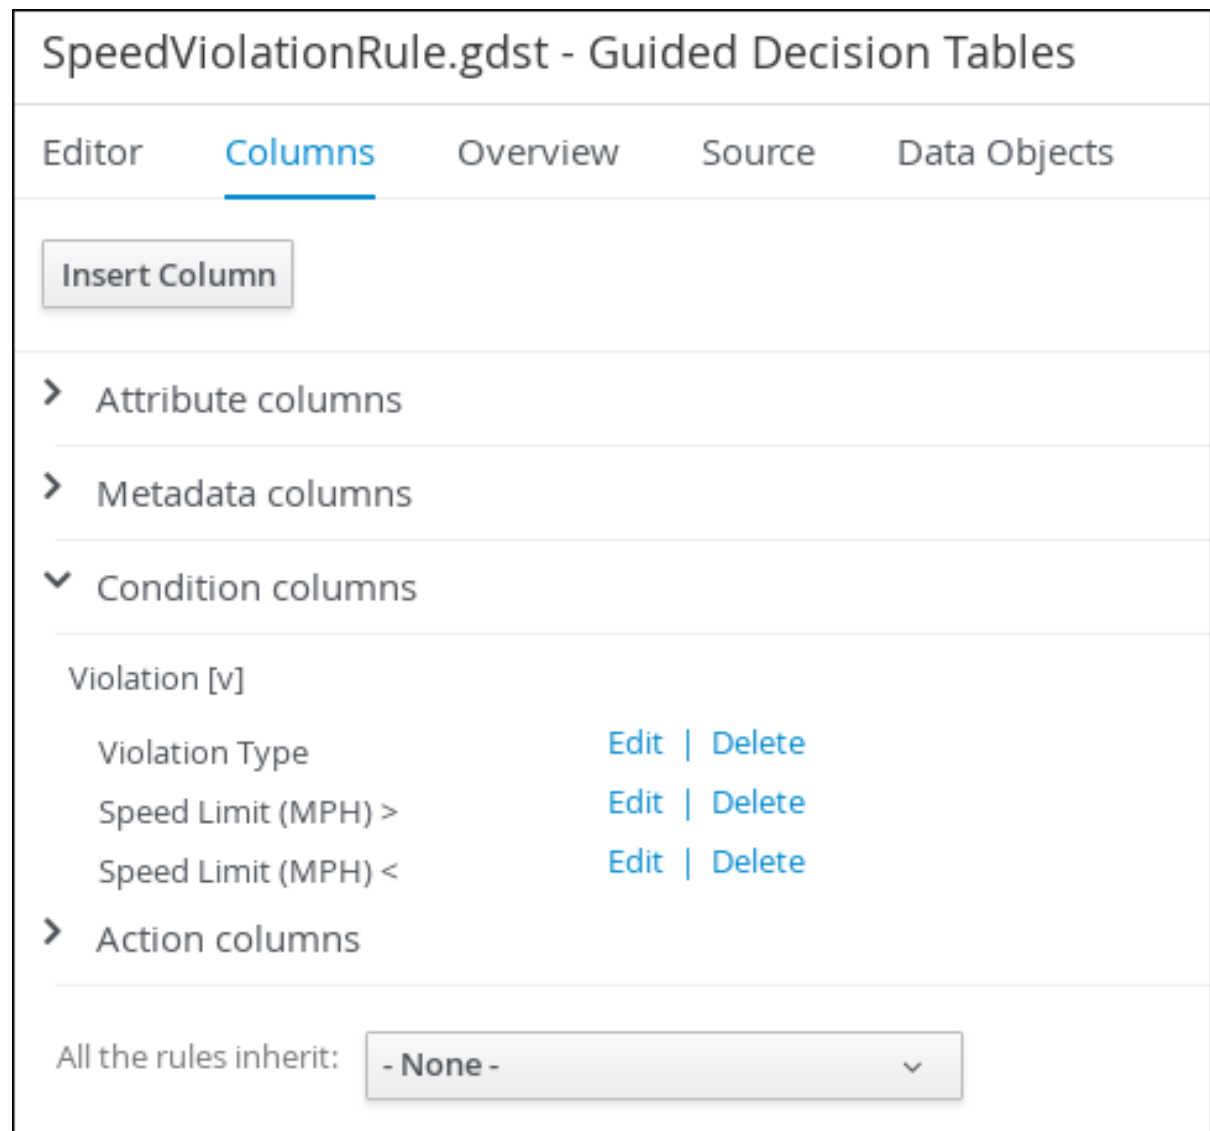 SpeedViolationRule.gdst - Guided Decision Tables
Editor Columns Overview Source Data Objects
Insert Column
Attribute columns
Metadata columns
Condition columns
Violation [v]
Violation Type Edit | Delete
Speed Limit (MPH) > Edit | Delete
Speed Limit (MPH) < Edit | Delete
Action columns
All the rules inherit: - None -